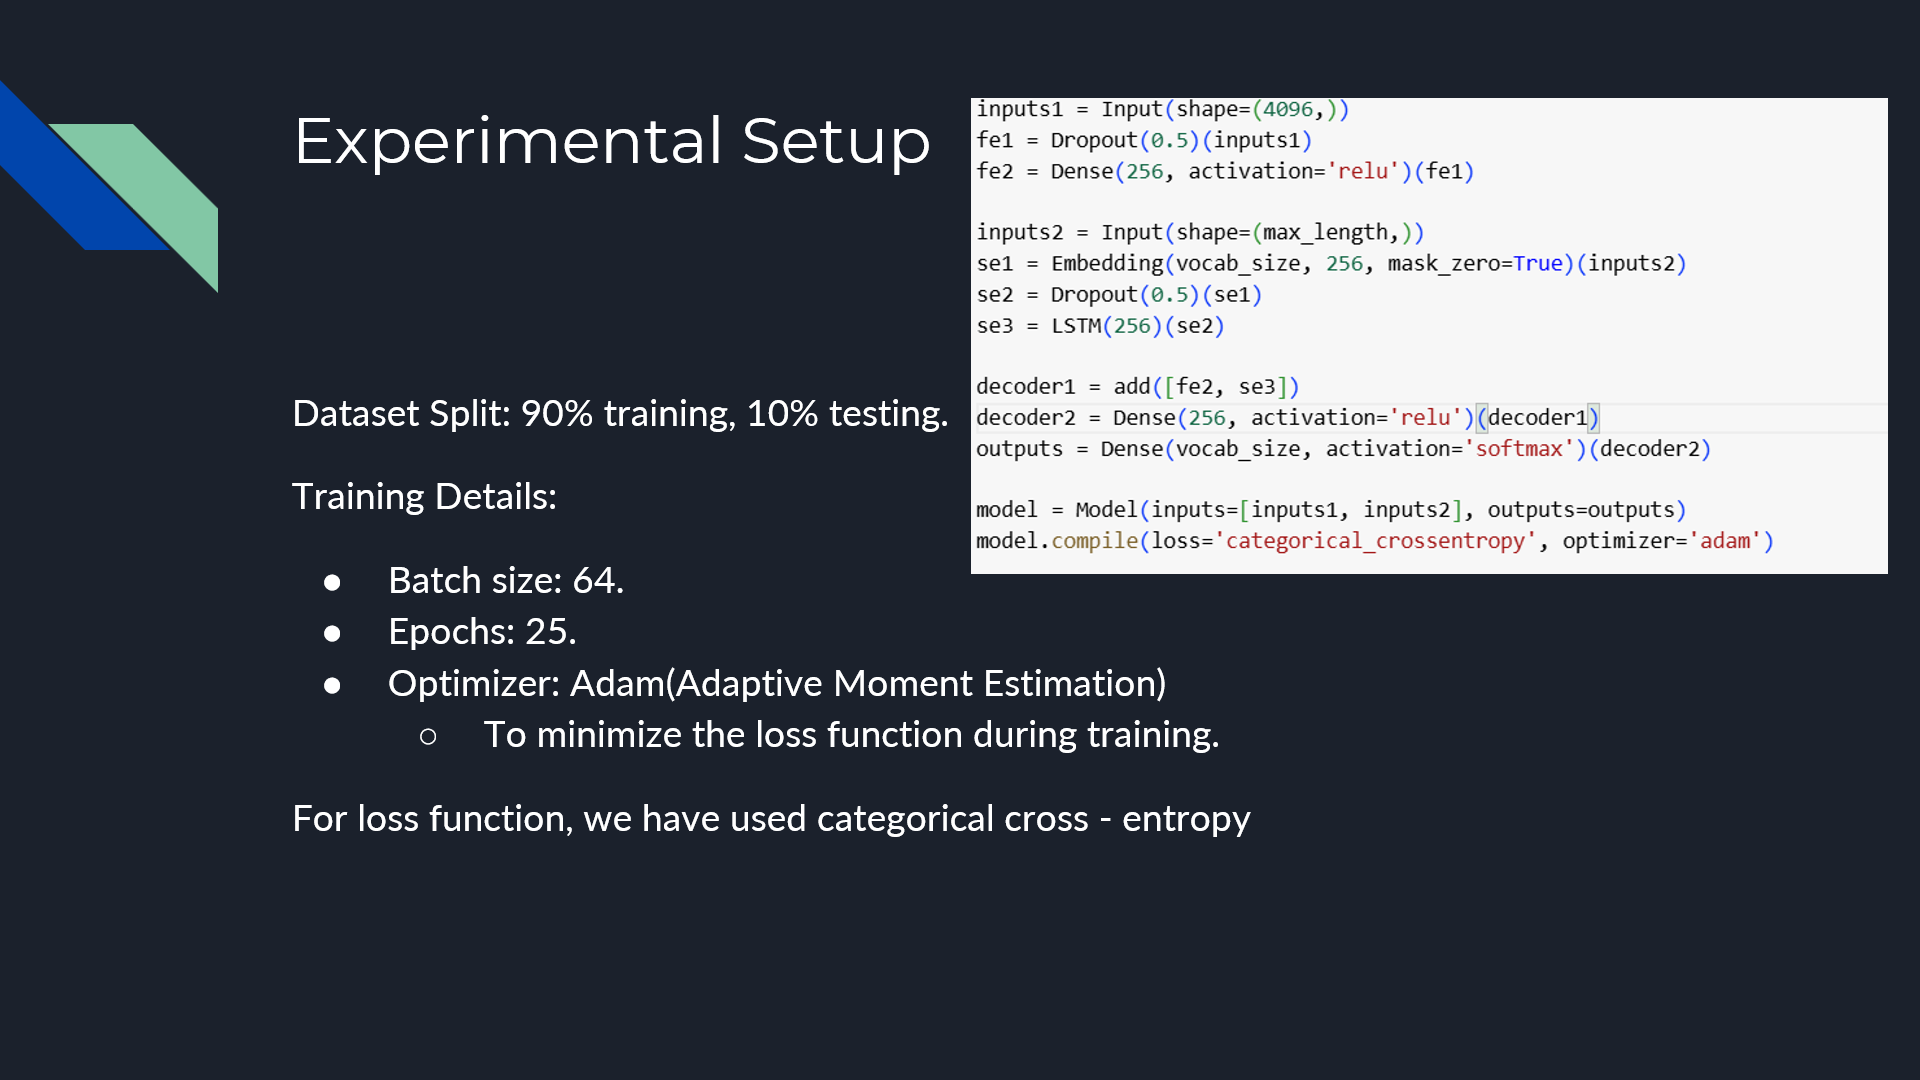 Experimental Setup
inputs1 = Input(shape=(4096,))
fe1 = Dropout(0.5)(inputs1)
fe2 = Dense(256, activation='relu')(fe1)
inputs2 = Input(shape=(max_length,))
se1 = Embedding(vocab_size, 256, mask_zero=True)(inputs2)
se2 = Dropout(0.5)(se1)
se3 = LSTM(256)(se2)
decoder1 = add([fe2, se3])
decoder2 = Dense(256, activation='relu')(decoder1)
outputs = Dense(vocab_size, activation='softmax')(decoder2)
model = Model(inputs=[inputs1, inputs2], outputs=outputs)
model.compile(loss='categorical_crossentropy', optimizer='adam')
Dataset Split: 90% training, 10% testing.
Training Details:
● Batch size: 64.
● Epochs: 25.
● Optimizer: Adam(Adaptive Moment Estimation)
○ To minimize the loss function during training.
For loss function, we have used categorical cross - entropy